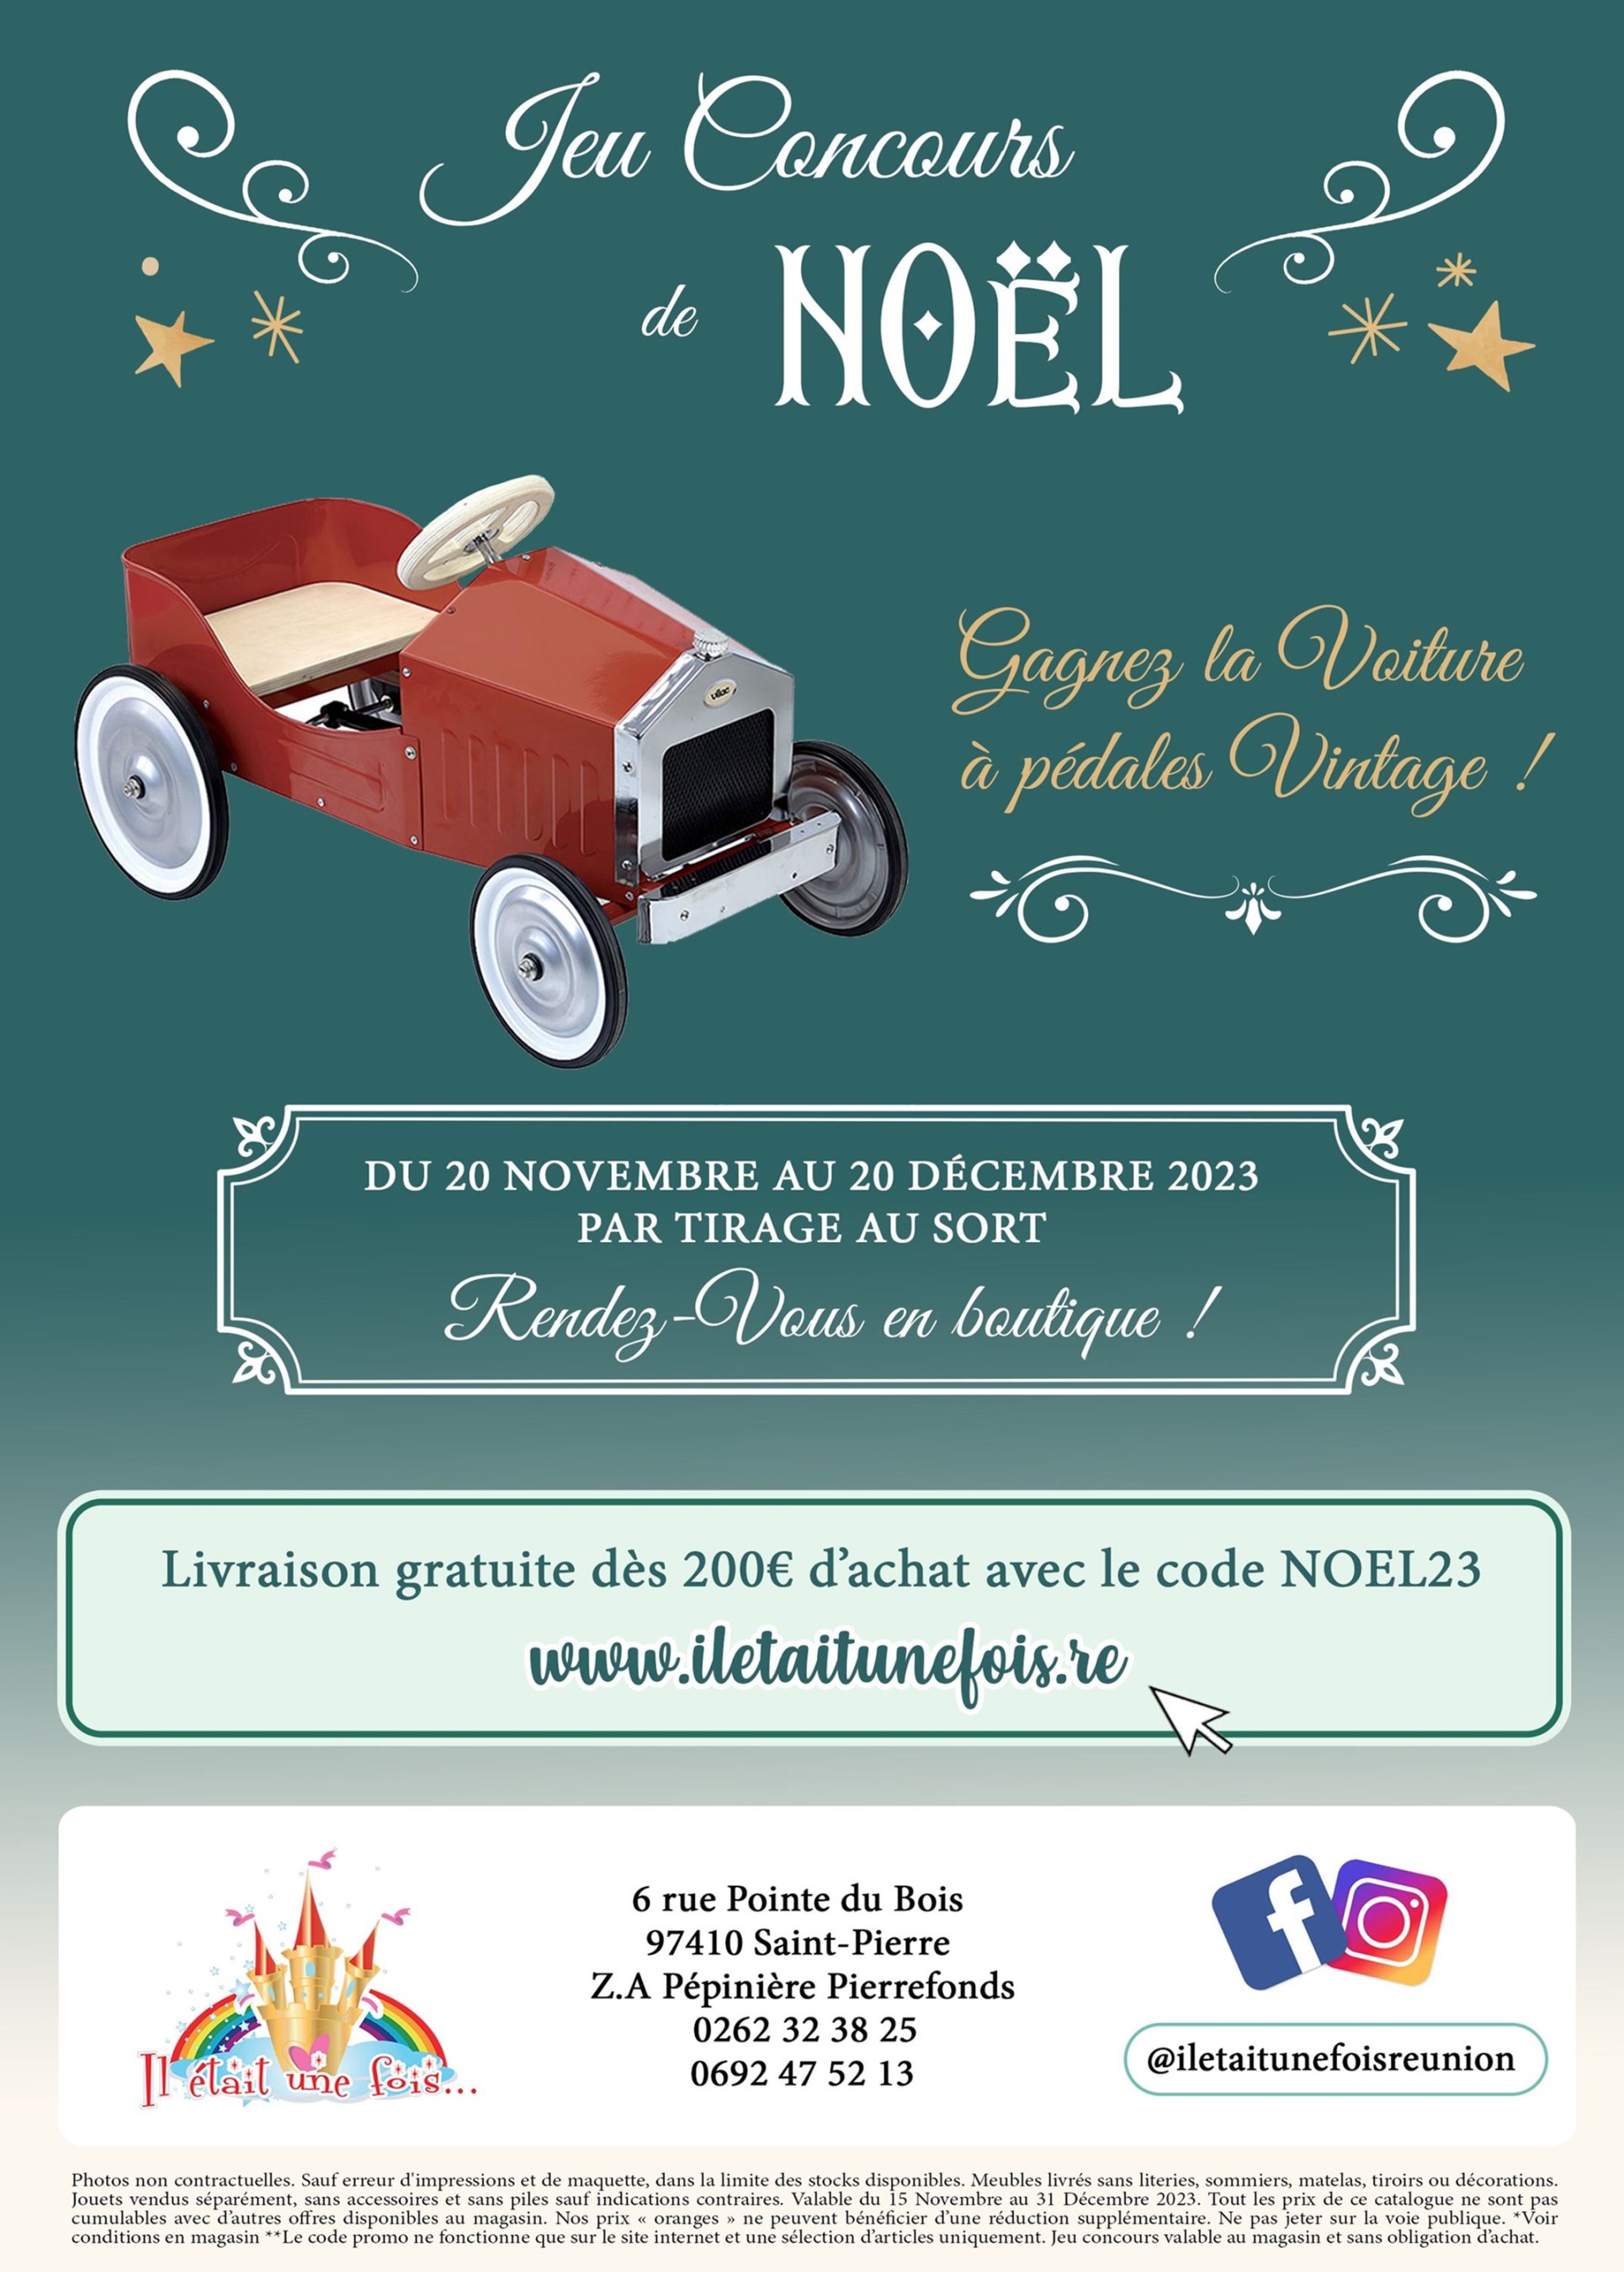 Jeu Concours
de NOËL
vilac
Gagnez la Voiture
à pédales Vintage !
DU 20 NOVEMBRE AU 20 DÉCEMBRE 2023
PAR TIRAGE AU SORT
Rendez-Vous en boutique !
Livraison gratuite dès 200€ d’achat avec le code NOEL23
www.iletaitunefois.re
Il était une fois...
6 rue Pointe du Bois
97410 Saint-Pierre
Z.A Pépinière Pierrefonds
0262 32 38 25
0692 47 52 13
@iletaitunefoisreunion
Photos non contractuelles. Sauf erreur d'impressions et de maquette, dans la limite des stocks disponibles. Meubles livrés sans literies, sommiers, matelas, tiroirs ou décorations.
Jouets vendus séparément, sans accessoires et sans piles sauf indications contraires. Valable du 15 Novembre au 31 Décembre 2023. Tout les prix de ce catalogue ne sont pas
cumulables avec d’autres offres disponibles au magasin. Nos prix « oranges » ne peuvent bénéficier d’une réduction supplémentaire. Ne pas jeter sur la voie publique. *Voir
conditions en magasin **Le code promo ne fonctionne que sur le site internet et une sélection d’articles uniquement. Jeu concours valable au magasin et sans obligation d’achat.